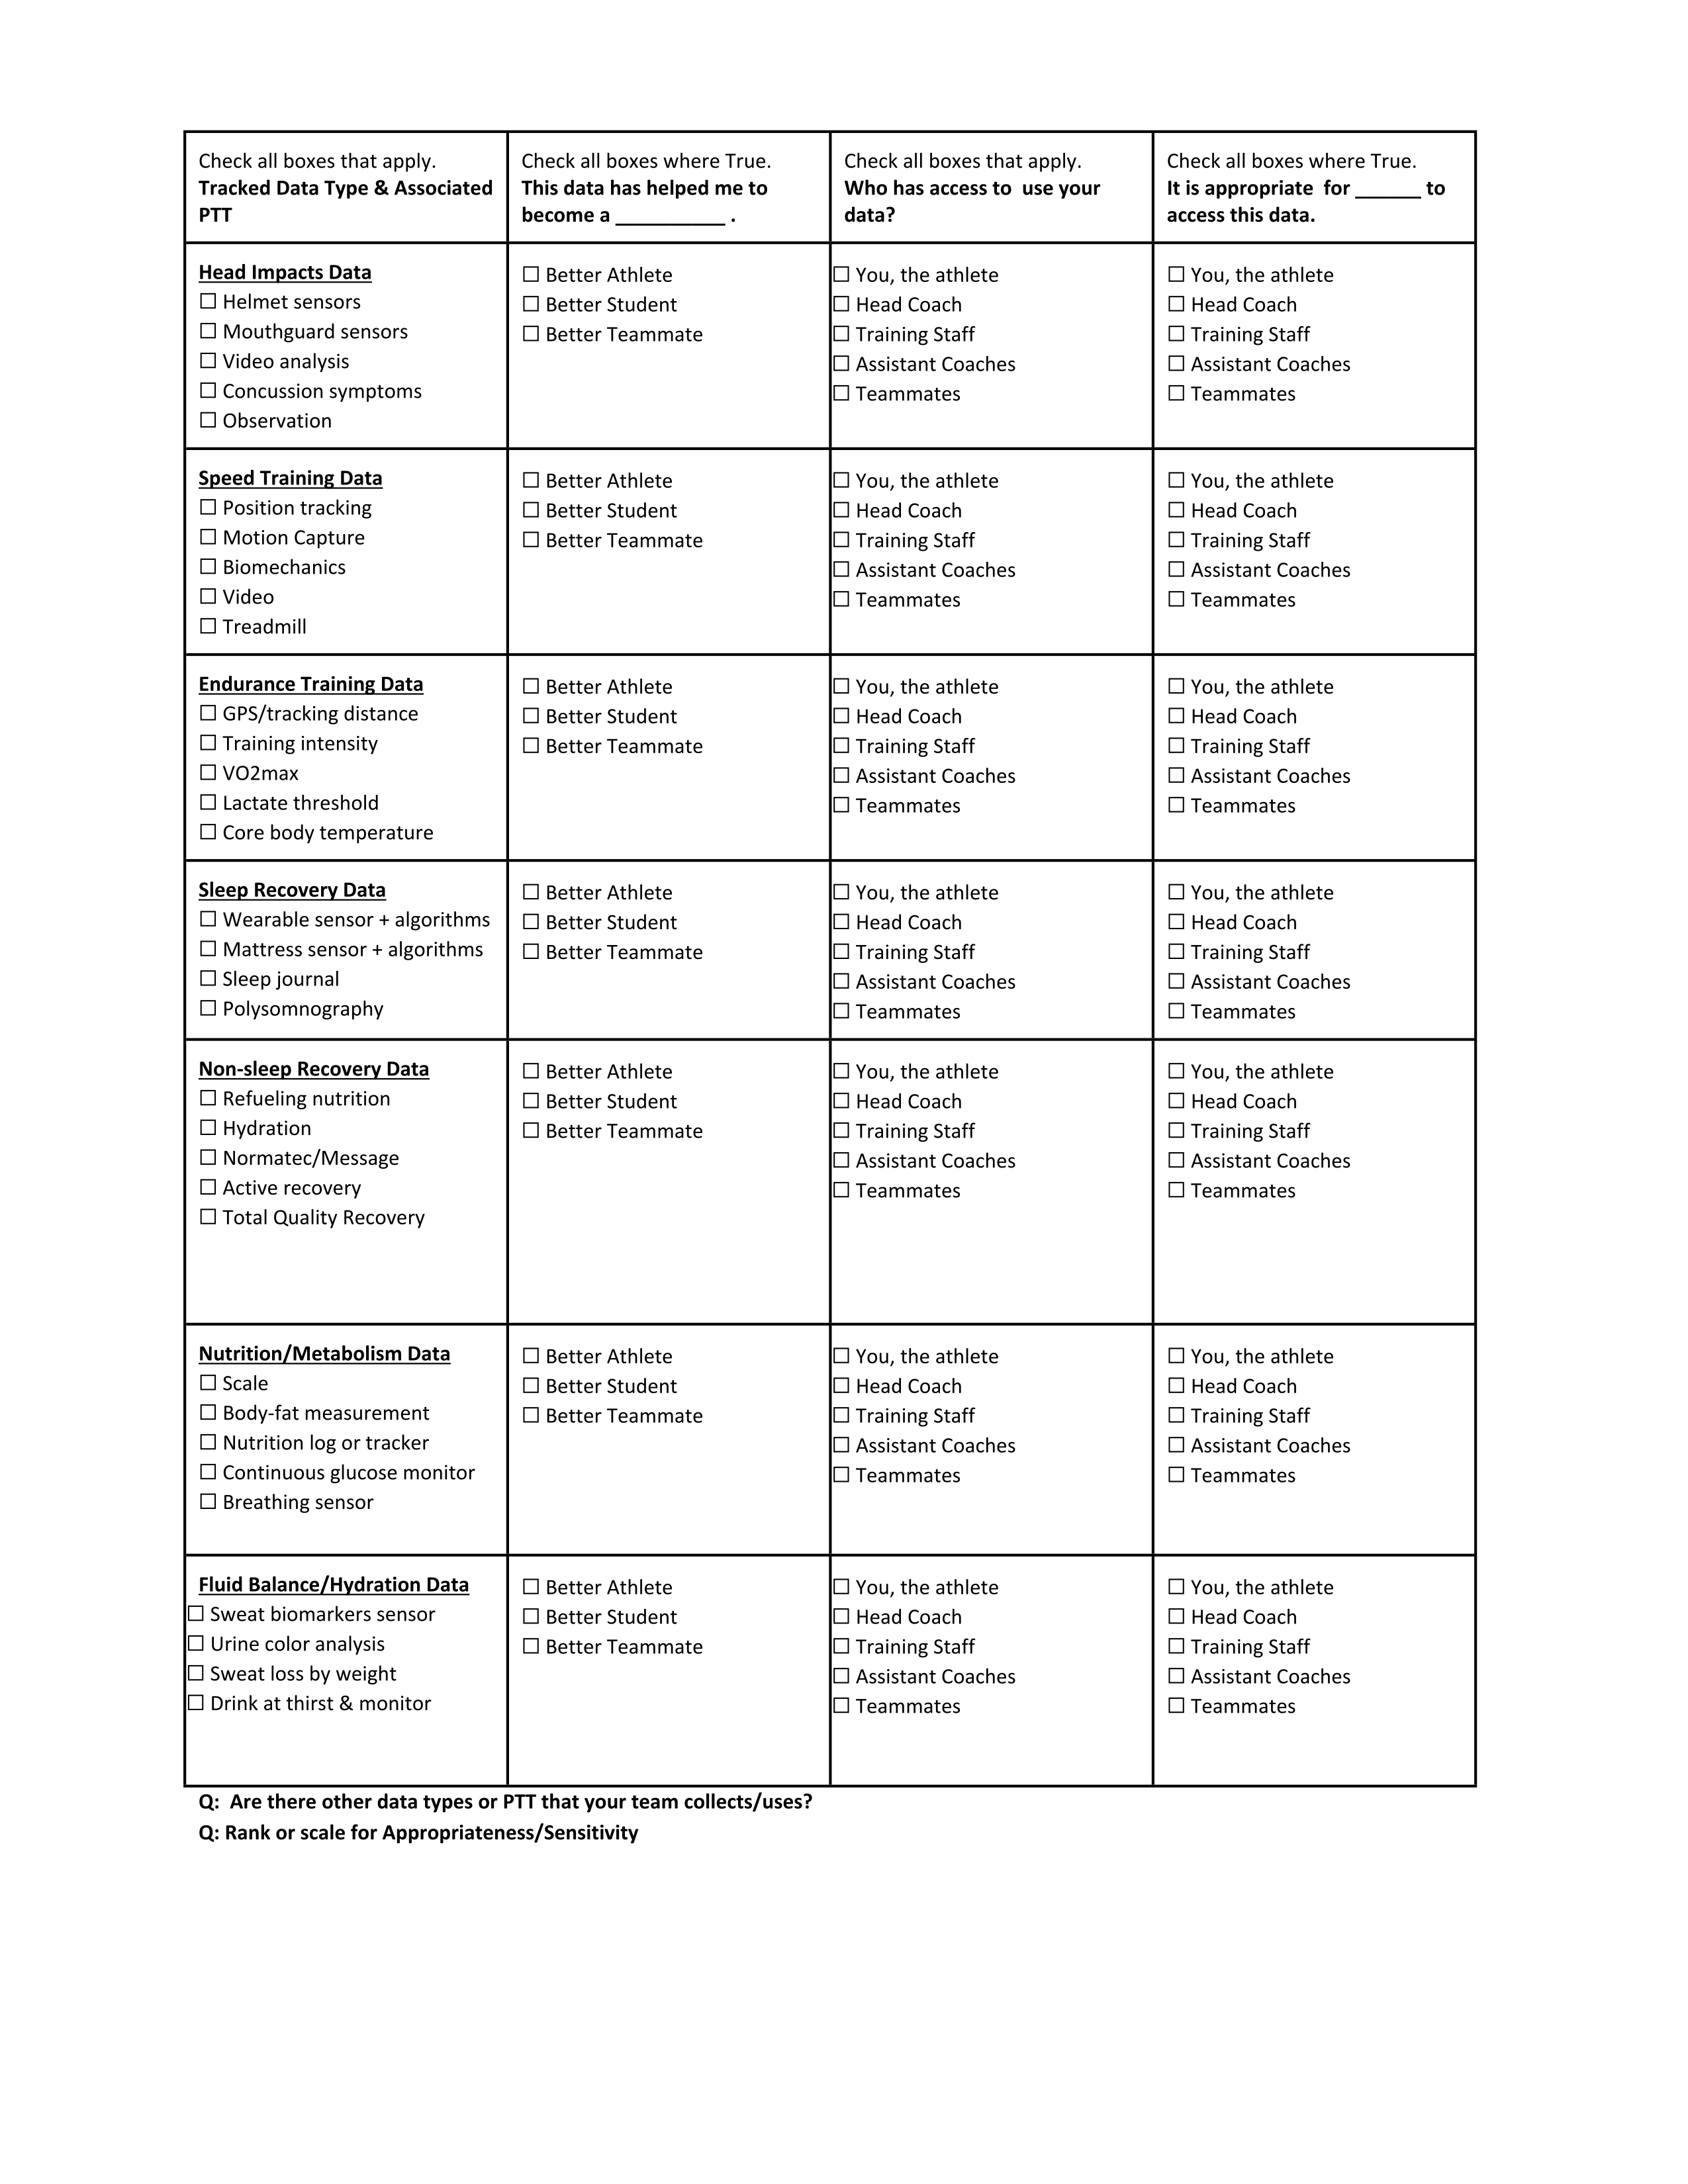 Check all boxes that apply.
Tracked Data Type & Associated
PTT
Check all boxes where True.
This data has helped me to
become a __________ .
Check all boxes that apply.
Who has access to  use your
data?
Check all boxes where True.
It is appropriate  for ______ to
access this data.
Head Impacts Data
☐ Helmet sensors
☐ Mouthguard sensors
☐ Video analysis
☐ Concussion symptoms
☐ Observation
☐ Better Athlete
☐ Better Student
☐ Better Teammate
☐ You, the athlete
☐ Head Coach
☐ Training Staff
☐ Assistant Coaches
☐ Teammates
☐ You, the athlete
☐ Head Coach
☐ Training Staff
☐ Assistant Coaches
☐ Teammates
Speed Training Data
☐ Position tracking
☐ Motion Capture
☐ Biomechanics
☐ Video
☐ Treadmill
☐ Better Athlete
☐ Better Student
☐ Better Teammate
☐ You, the athlete
☐ Head Coach
☐ Training Staff
☐ Assistant Coaches
☐ Teammates
☐ You, the athlete
☐ Head Coach
☐ Training Staff
☐ Assistant Coaches
☐ Teammates
Endurance Training Data
☐ GPS/tracking distance
☐ Training intensity
☐ VO2max
☐ Lactate threshold
☐ Core body temperature
☐ Better Athlete
☐ Better Student
☐ Better Teammate
☐ You, the athlete
☐ Head Coach
☐ Training Staff
☐ Assistant Coaches
☐ Teammates
☐ You, the athlete
☐ Head Coach
☐ Training Staff
☐ Assistant Coaches
☐ Teammates
Sleep Recovery Data
☐ Wearable sensor + algorithms
☐ Mattress sensor + algorithms
☐ Sleep journal
☐ Polysomnography
☐ Better Athlete
☐ Better Student
☐ Better Teammate
☐ You, the athlete
☐ Head Coach
☐ Training Staff
☐ Assistant Coaches
☐ Teammates
☐ You, the athlete
☐ Head Coach
☐ Training Staff
☐ Assistant Coaches
☐ Teammates
Non-sleep Recovery Data
☐ Refueling nutrition
☐ Hydration
☐ Normatec/Message
☐ Active recovery
☐ Total Quality Recovery
☐ Better Athlete
☐ Better Student
☐ Better Teammate
☐ You, the athlete
☐ Head Coach
☐ Training Staff
☐ Assistant Coaches
☐ Teammates
☐ You, the athlete
☐ Head Coach
☐ Training Staff
☐ Assistant Coaches
☐ Teammates
Nutrition/Metabolism Data
☐ Scale
☐ Body-fat measurement
☐ Nutrition log or tracker
☐ Continuous glucose monitor
☐ Breathing sensor
☐ Better Athlete
☐ Better Student
☐ Better Teammate
☐ You, the athlete
☐ Head Coach
☐ Training Staff
☐ Assistant Coaches
☐ Teammates
☐ You, the athlete
☐ Head Coach
☐ Training Staff
☐ Assistant Coaches
☐ Teammates
Fluid Balance/Hydration Data
☐ Sweat biomarkers sensor
☐ Urine color analysis
☐ Sweat loss by weight
☐ Drink at thirst & monitor
☐ Better Athlete
☐ Better Student
☐ Better Teammate
☐ You, the athlete
☐ Head Coach
☐ Training Staff
☐ Assistant Coaches
☐ Teammates
☐ You, the athlete
☐ Head Coach
☐ Training Staff
☐ Assistant Coaches
☐ Teammates
Q:  Are there other data types or PTT that your team collects/uses?
Q: Rank or scale for Appropriateness/Sensitivity